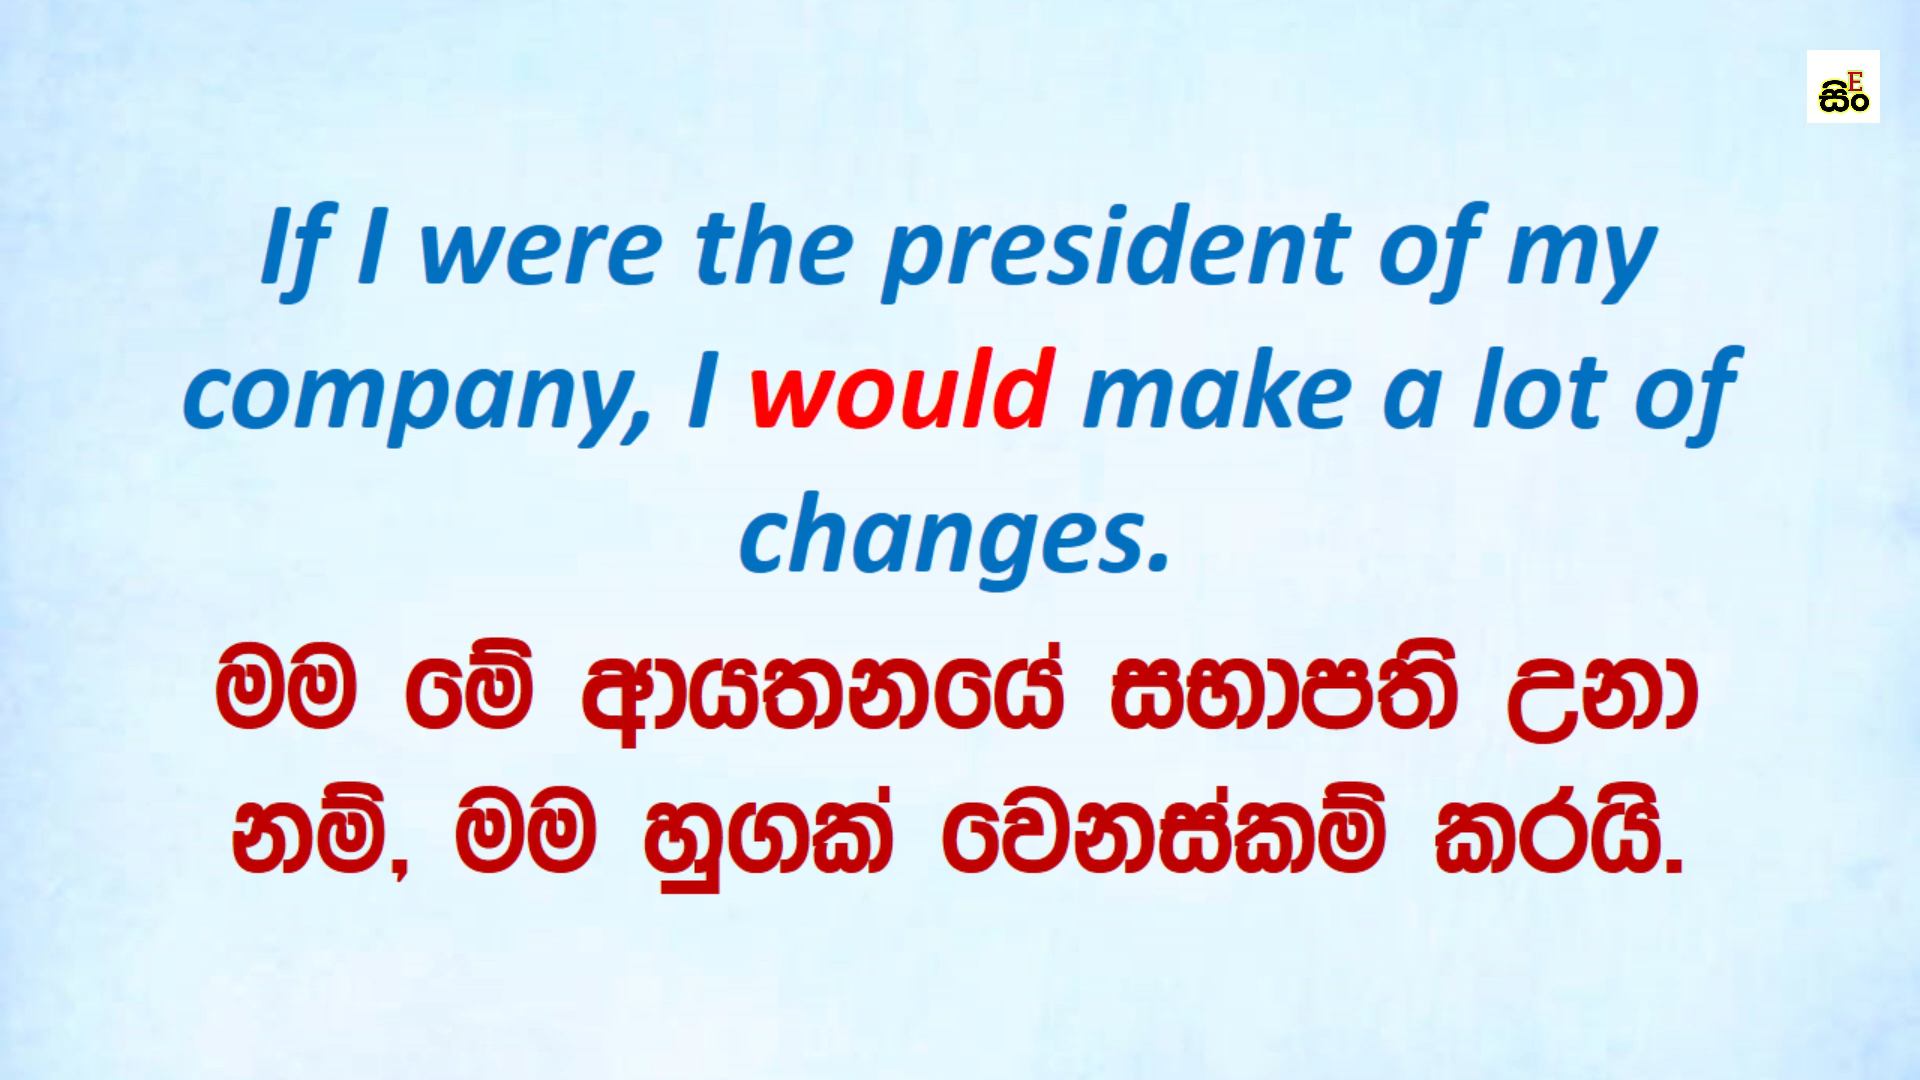 E
සිං
If I were the president of my
company, I would make a lot of
changes.
මම මේ ආයතනයේ සභාපති උනා
නම්, මම හුගක් වෙනස්කම් කරයි.